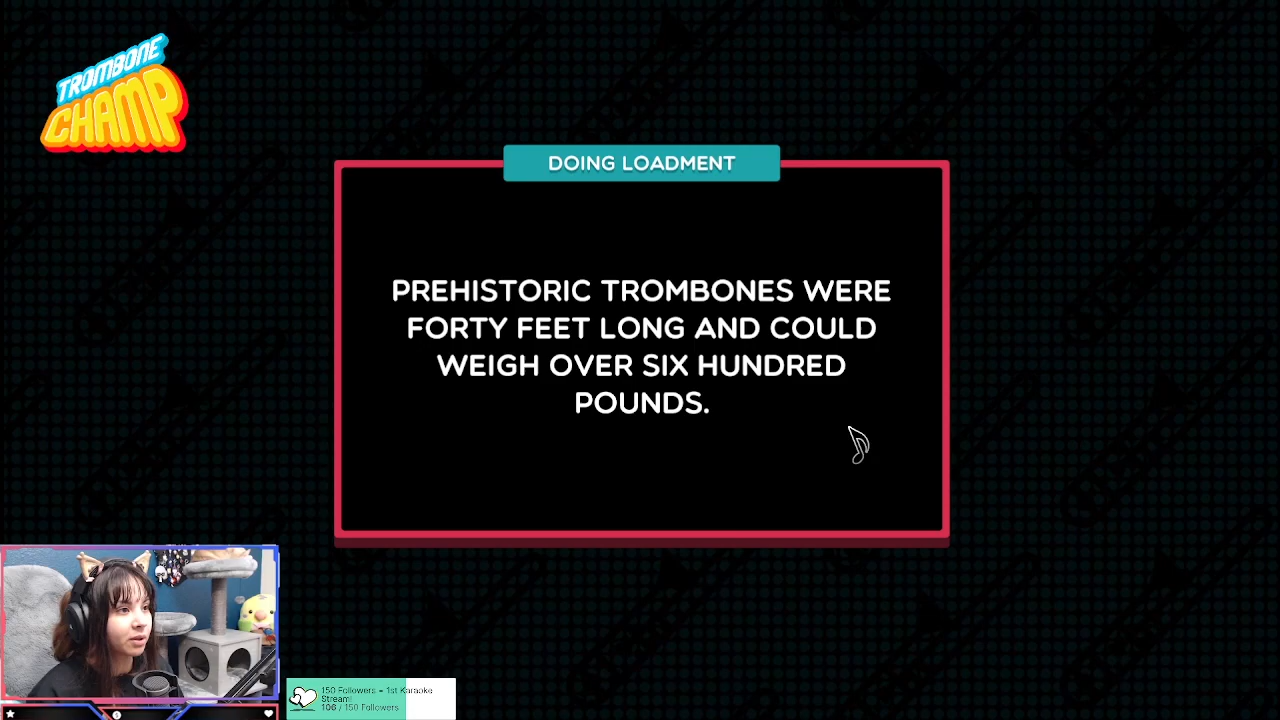 TROMBONE
CHAMP
DOING LOADMENT
PREHISTORIC TROMBONES WERE
FORTY FEET LONG AND COULD
WEIGH OVER SIX HUNDRED
POUNDS.
150 Followers = 1st Karaoke
Stream!
106 / 150 Followers